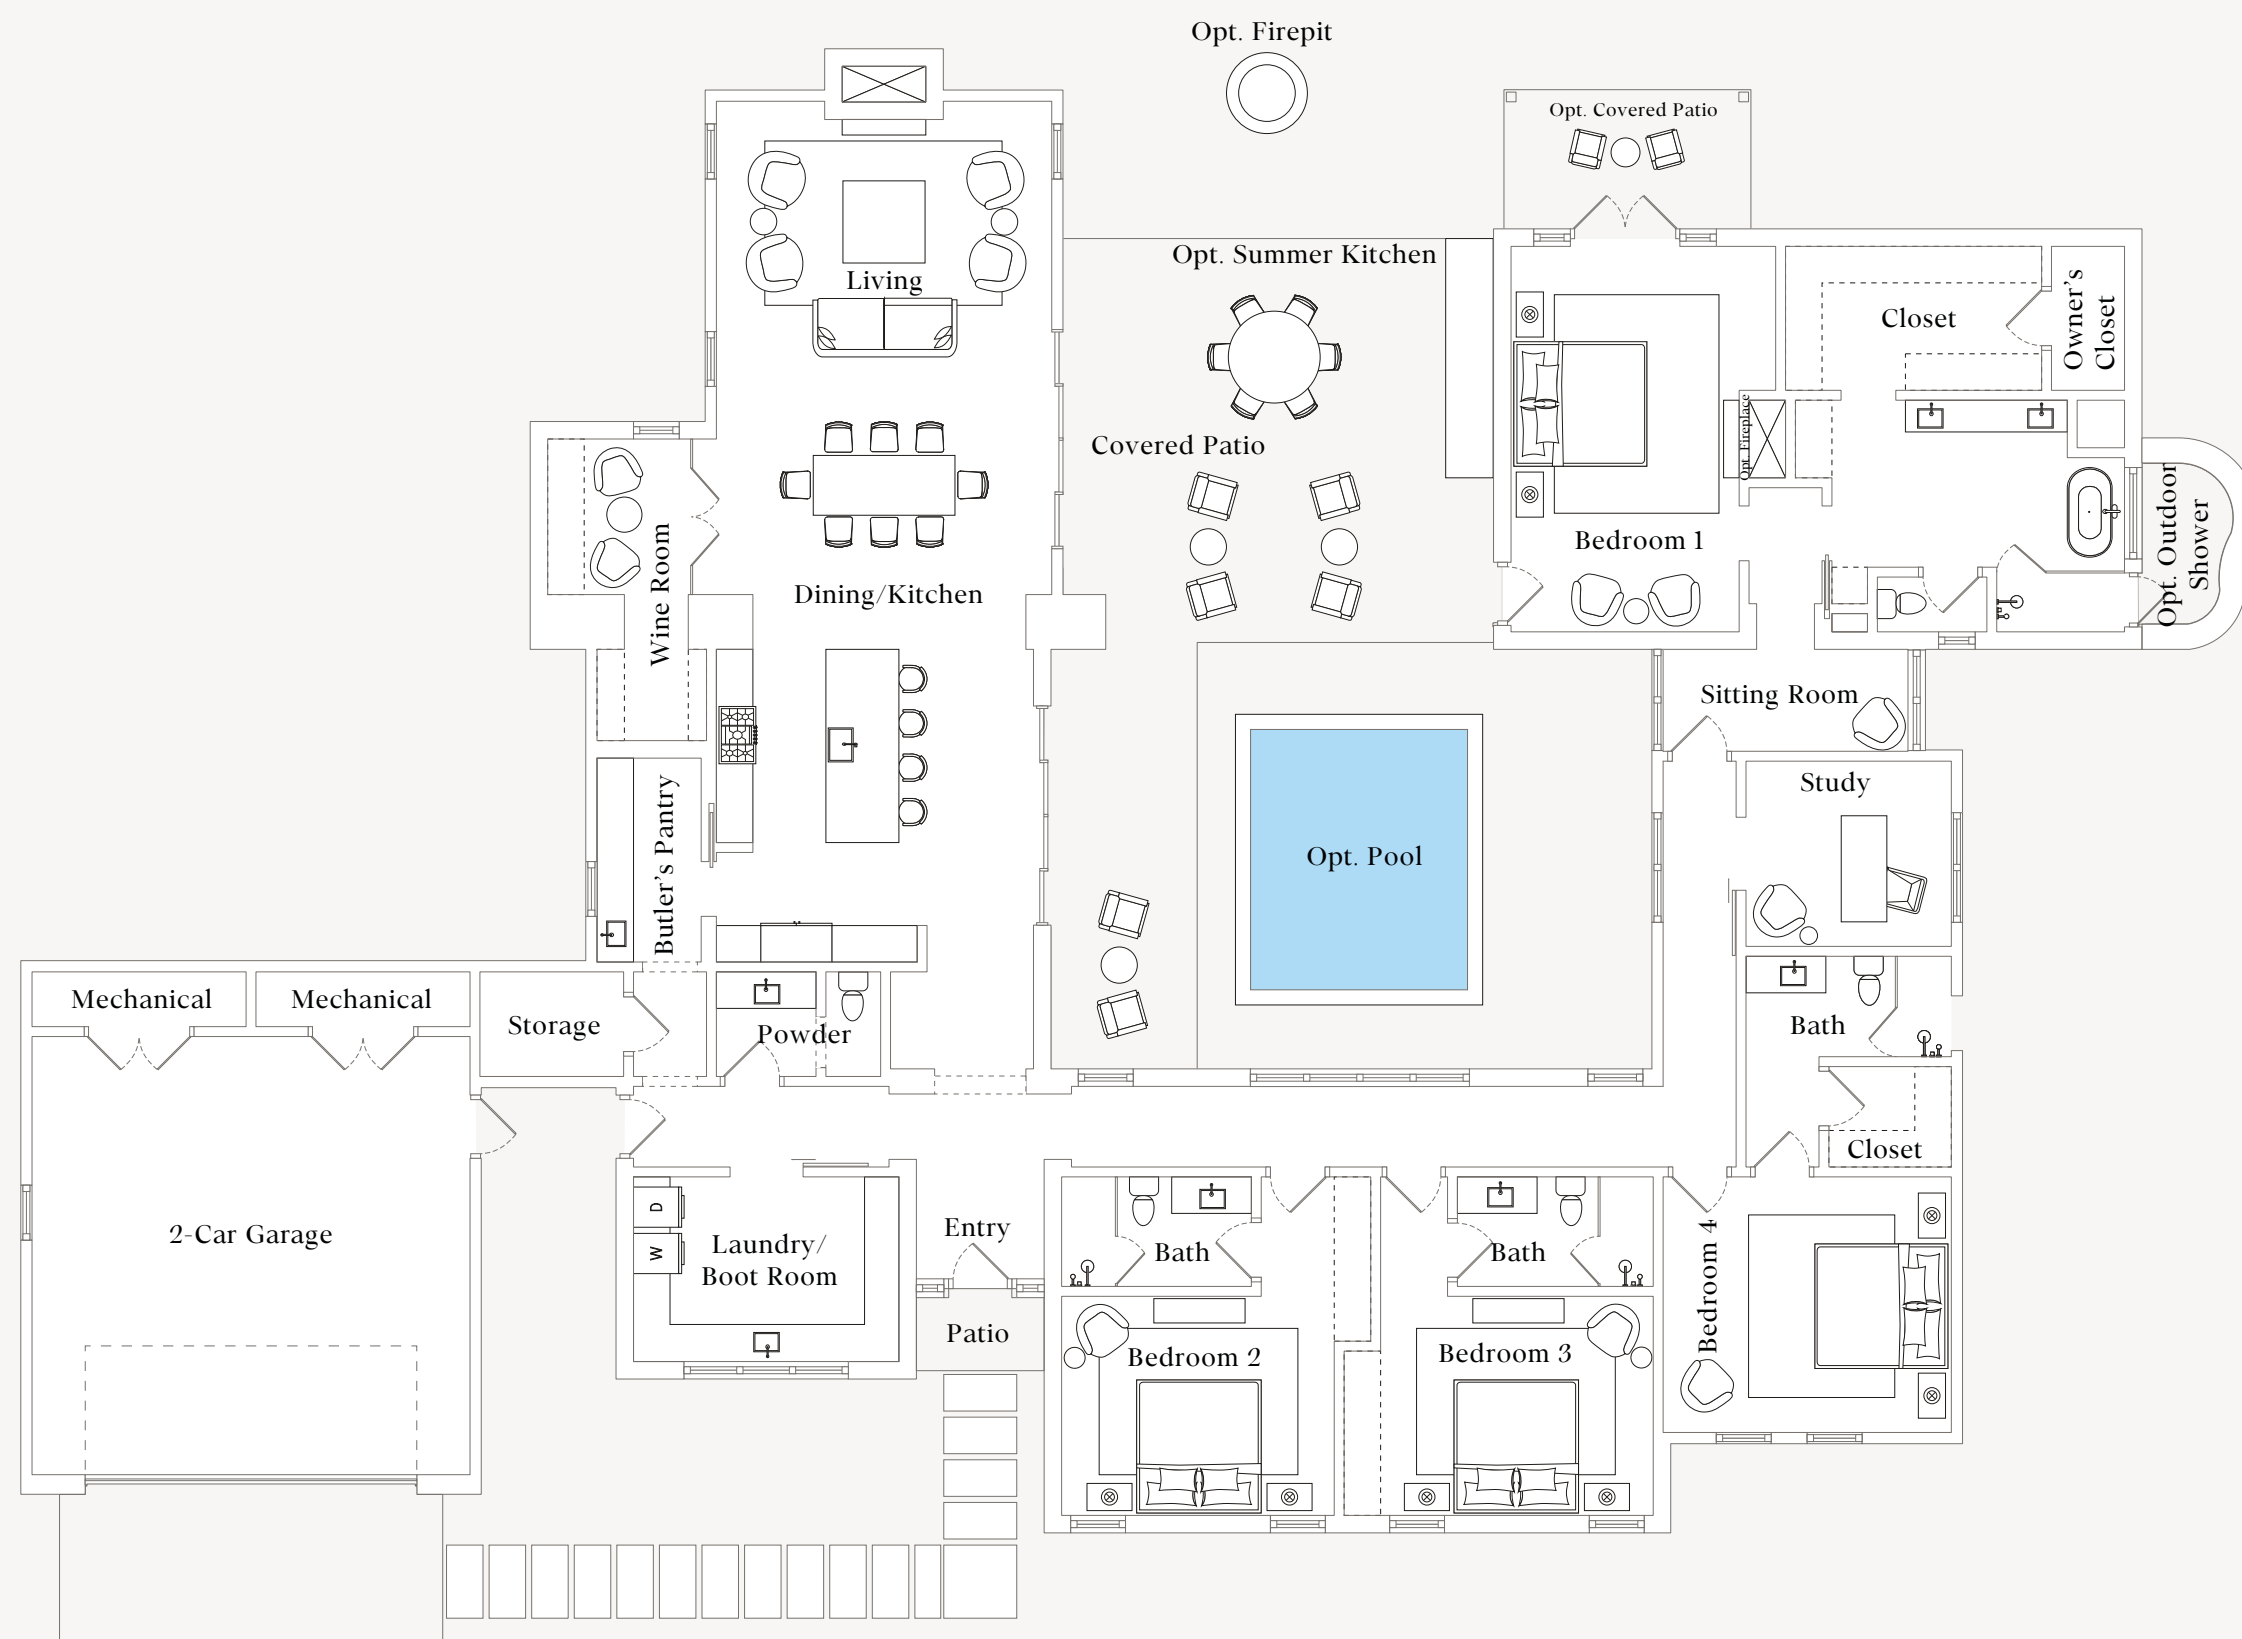 Opt. Firepit
Opt. Covered Patio
Opt. Summer Kitchen
Living
Closet
Owner's
Closet
Opt. Fireplace
Covered Patio
Wine Room
Dining/Kitchen
Bedroom 1
Opt. Outdoor
Shower
Sitting Room
Study
Butler's Pantry
Opt. Pool
Mechanical
Mechanical
Storage
Powder
Bath
Closet
2-Car Garage
D
W
Laundry/
Boot Room
Entry
Patio
Bath
Bath
Bedroom 2
Bedroom 3
Bedroom 4